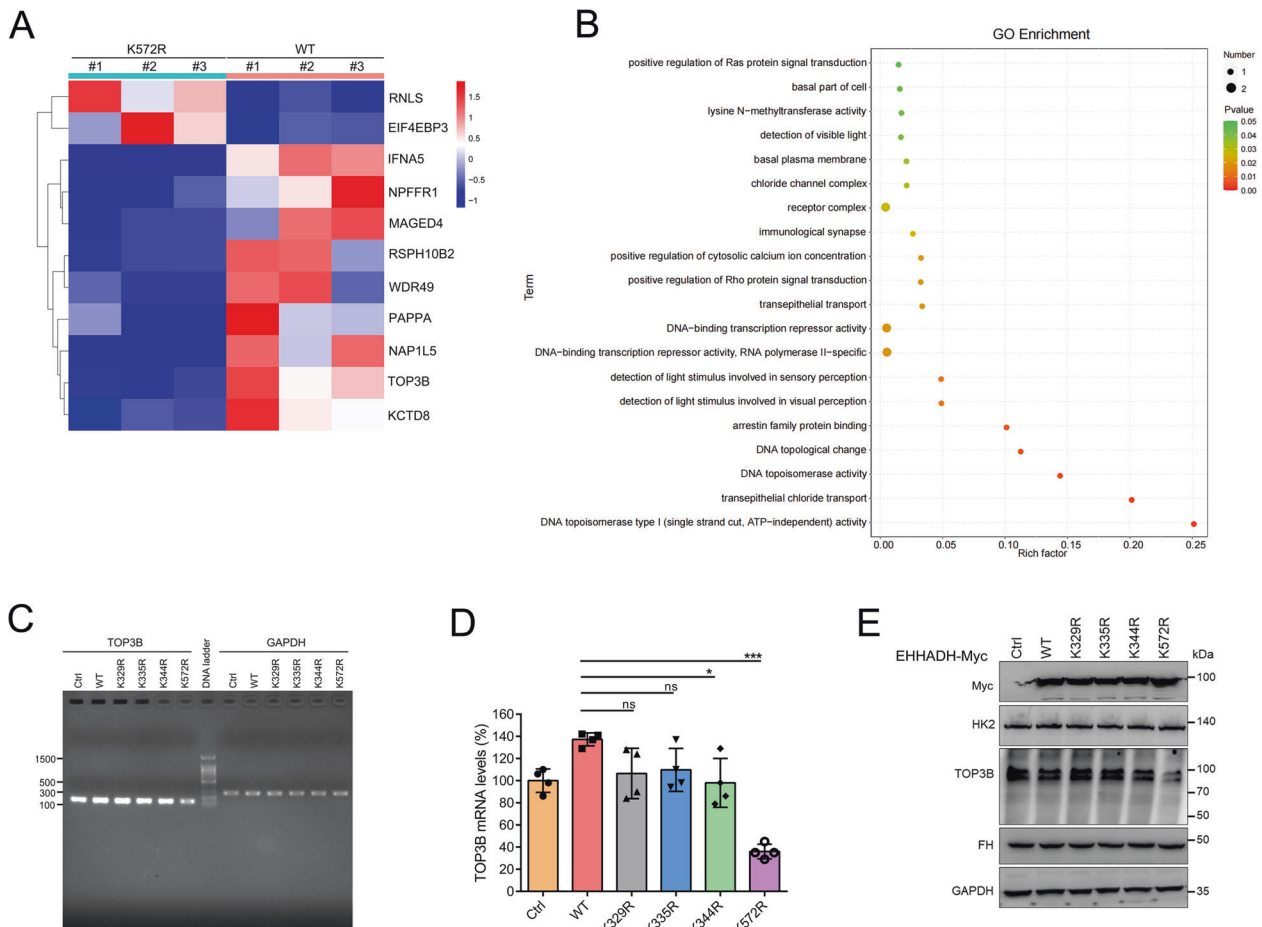 A
K572R WT
#1 #2 #3 #1 #2 #3
RNLS
EIF4EBP3
IFNA5
NPFFR1
MAGED4
RSPH10B2
WDR49
PAPPA
NAP1L5
TOP3B
KCTD8
1.5
1
0.5
0
−0.5
−1
B
GO Enrichment
Term
positive regulation of Ras protein signal transduction
basal part of cell
lysine N−methyltransferase activity
detection of visible light
basal plasma membrane
chloride channel complex
receptor complex
immunological synapse
positive regulation of cytosolic calcium ion concentration
positive regulation of Rho protein signal transduction
transepithelial transport
DNA−binding transcription repressor activity
DNA−binding transcription repressor activity, RNA polymerase II−specific
detection of light stimulus involved in sensory perception
detection of light stimulus involved in visual perception
arrestin family protein binding
DNA topological change
DNA topoisomerase activity
transepithelial chloride transport
DNA topoisomerase type I (single strand cut, ATP−independent) activity
0.00 0.05 0.10 0.15 0.20 0.25
Rich factor
Number
1
2
Pvalue
0.05
0.04
0.03
0.02
0.01
0.00
C
TOP3B GAPDH
Ctrl WT K329R K335R K344R K572R DNA ladder Ctrl WT K329R K335R K344R K572R
1500
500
300
100
D
TOP3B mRNA levels (%)
160
140
120
100
80
60
40
20
0
***
*
ns
ns
Ctrl WT K329R K335R K344R K572R
E
EHHADH-Myc Ctrl WT K329R K335R K344R K572R kDa
Myc 100
HK2 140
TOP3B 100
70
50
FH 50
GAPDH 35